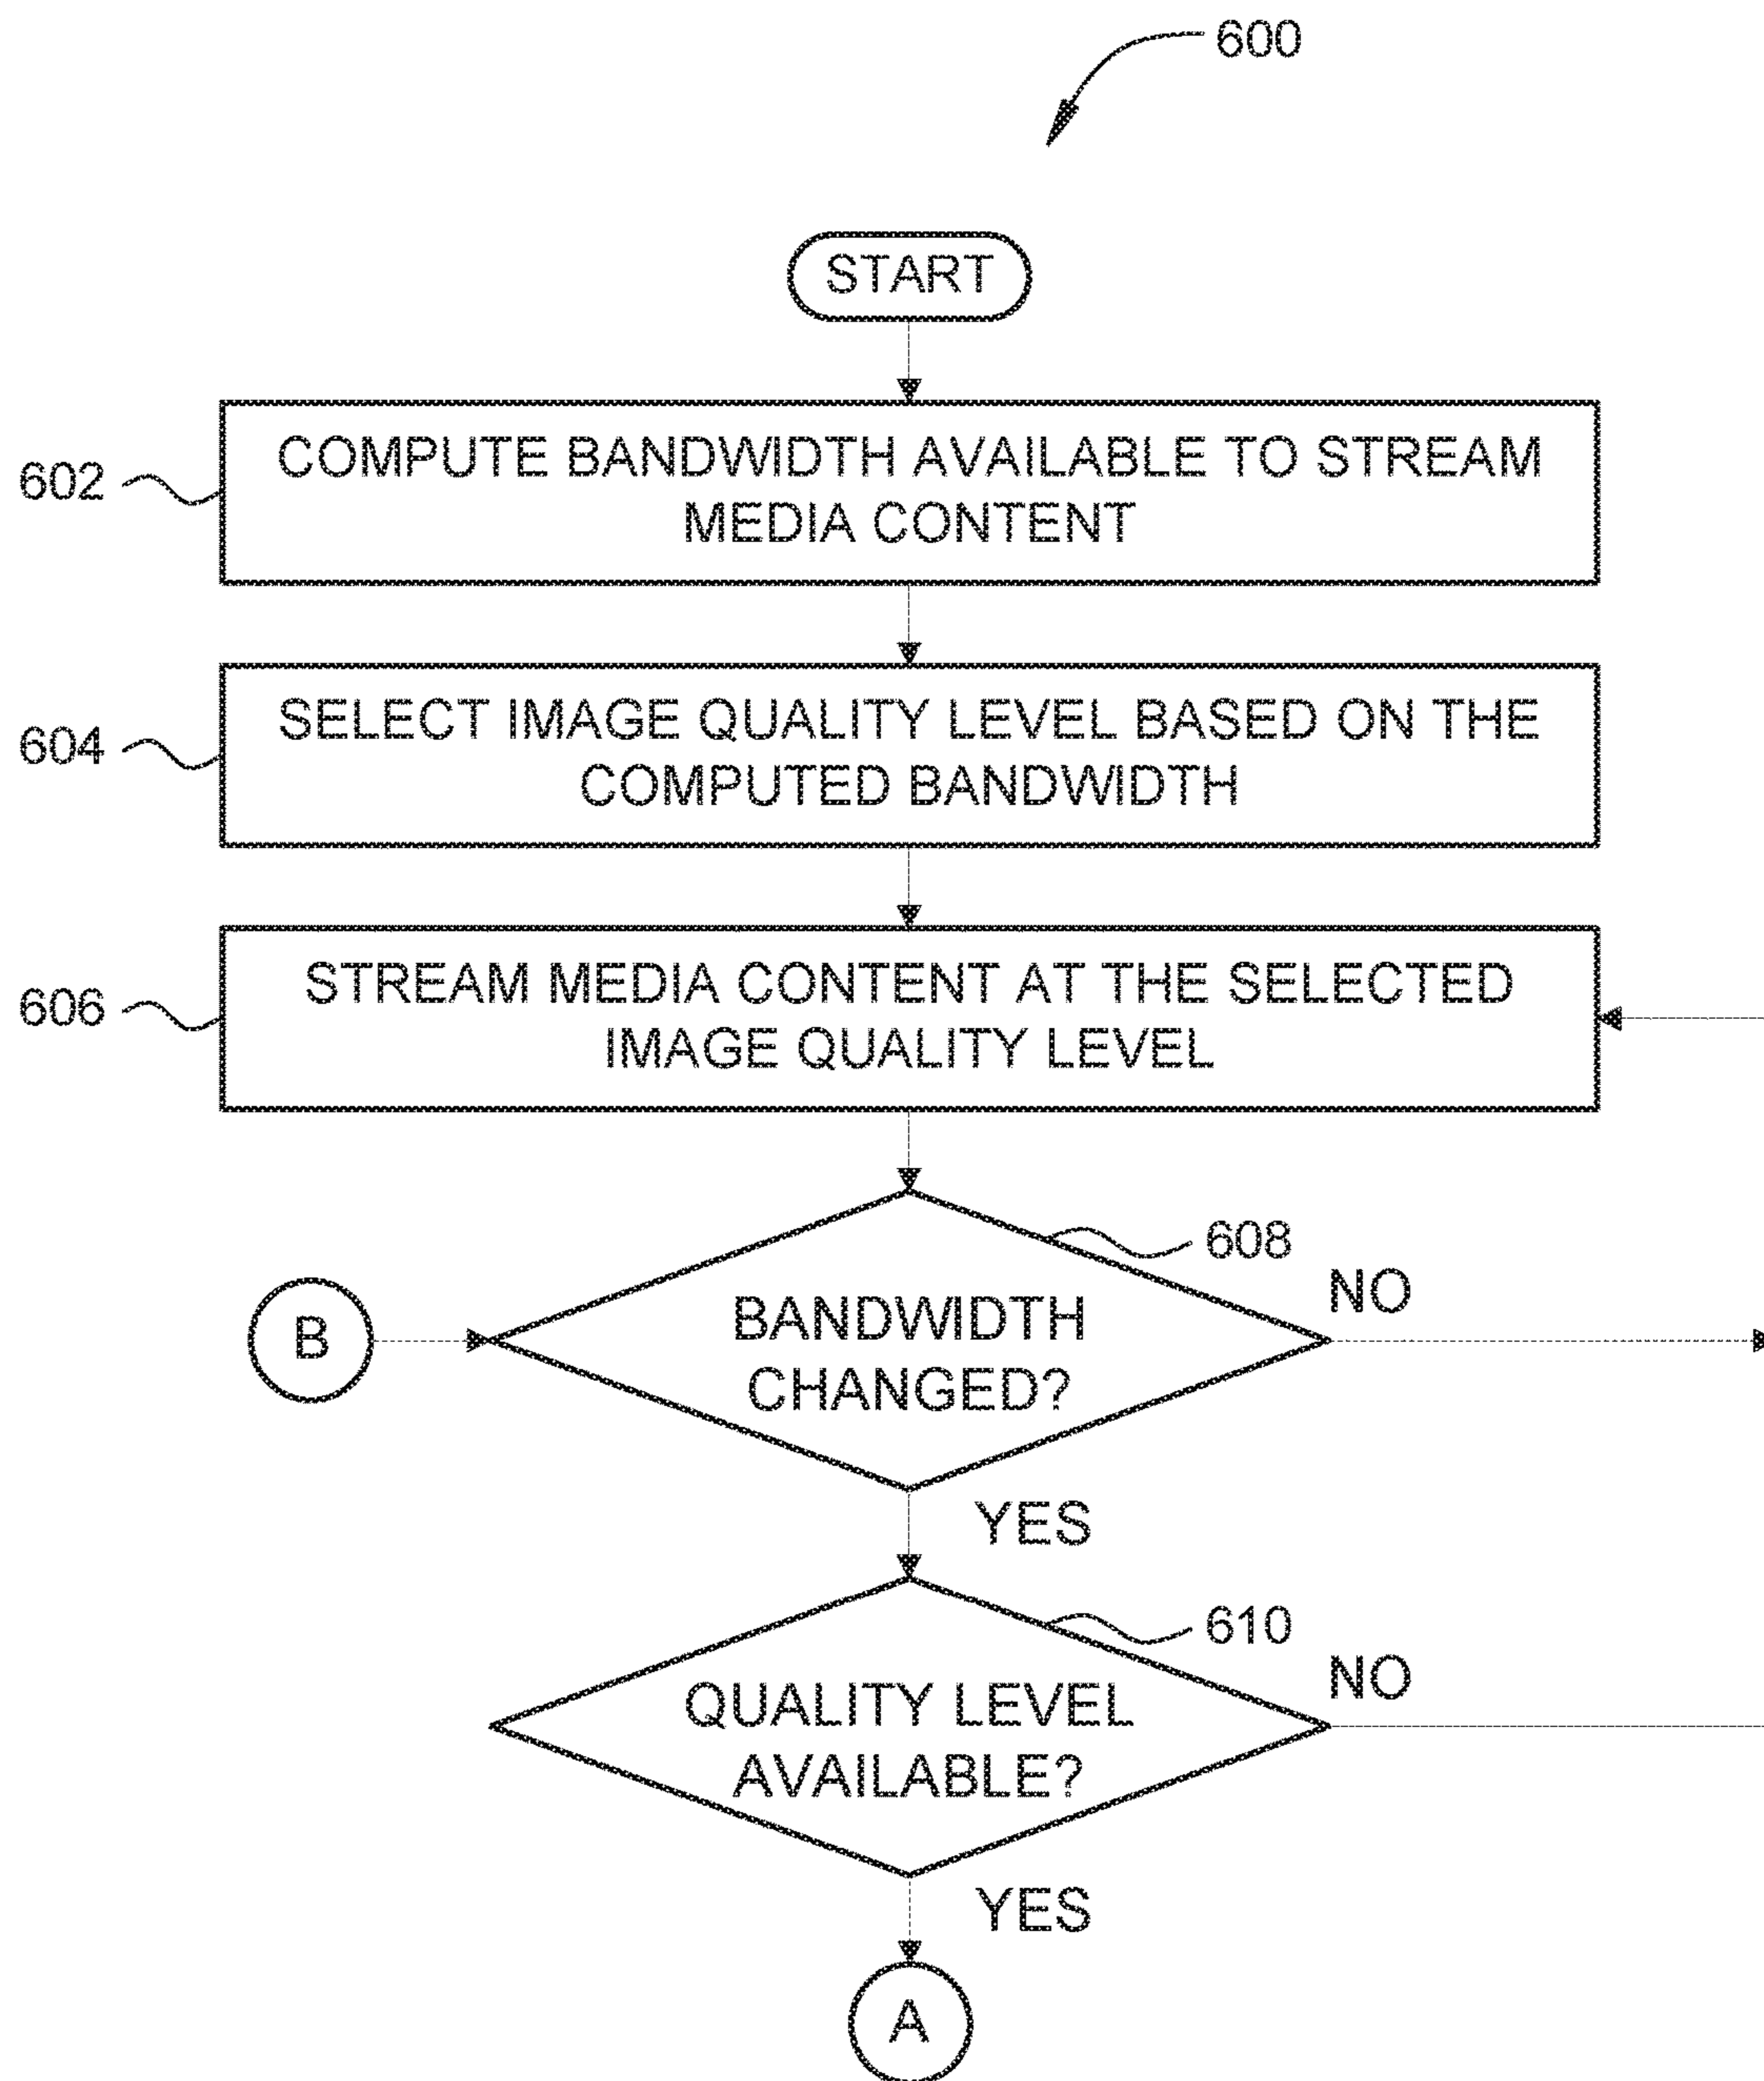 600
START
602
COMPUTE BANDWIDTH AVAILABLE TO STREAM
MEDIA CONTENT
604
SELECT IMAGE QUALITY LEVEL BASED ON THE
COMPUTED BANDWIDTH
606
STREAM MEDIA CONTENT AT THE SELECTED
IMAGE QUALITY LEVEL
608
NO
B
BANDWIDTH
CHANGED?
YES
610
NO
QUALITY LEVEL
AVAILABLE?
YES
A